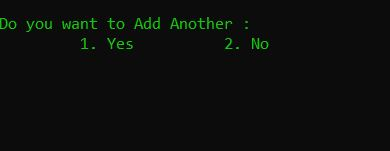 Do you want to Add Another :
1. Yes 2. No